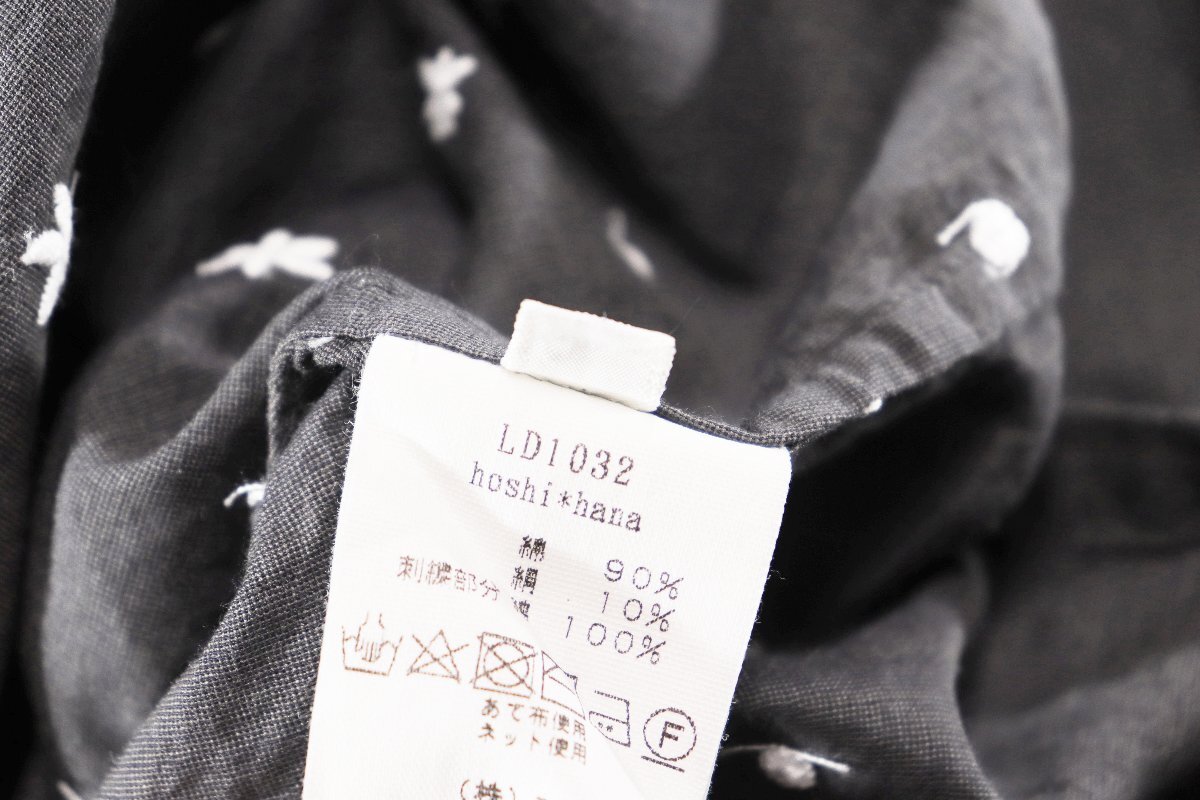 LD1032
hoshi*hana
綿 90%
絹 10%
刺繍部分 100%
あて布使用
ネット使用
(株)